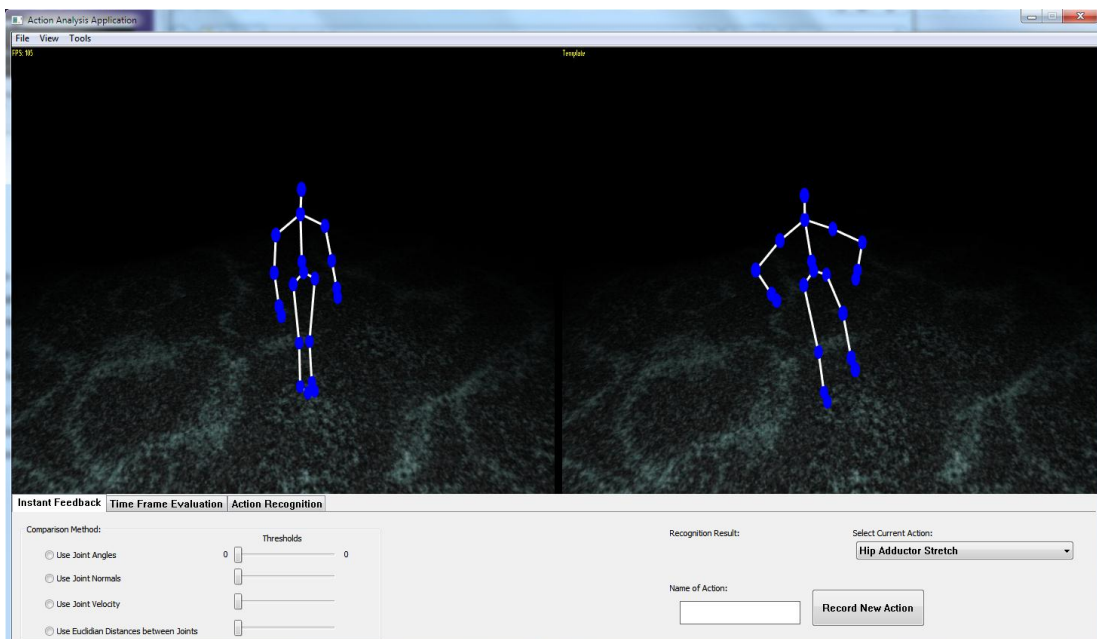 Action Analysis Application
File View Tools
FPS: 195
Template
Instant Feedback Time Frame Evaluation Action Recognition
Comparison Method:
Thresholds
Use Joint Angles 0 0
Use Joint Normals
Use Joint Velocity
Use Euclidian Distances between Joints
Recognition Result:
Select Current Action:
Hip Adductor Stretch
Name of Action:
Record New Action